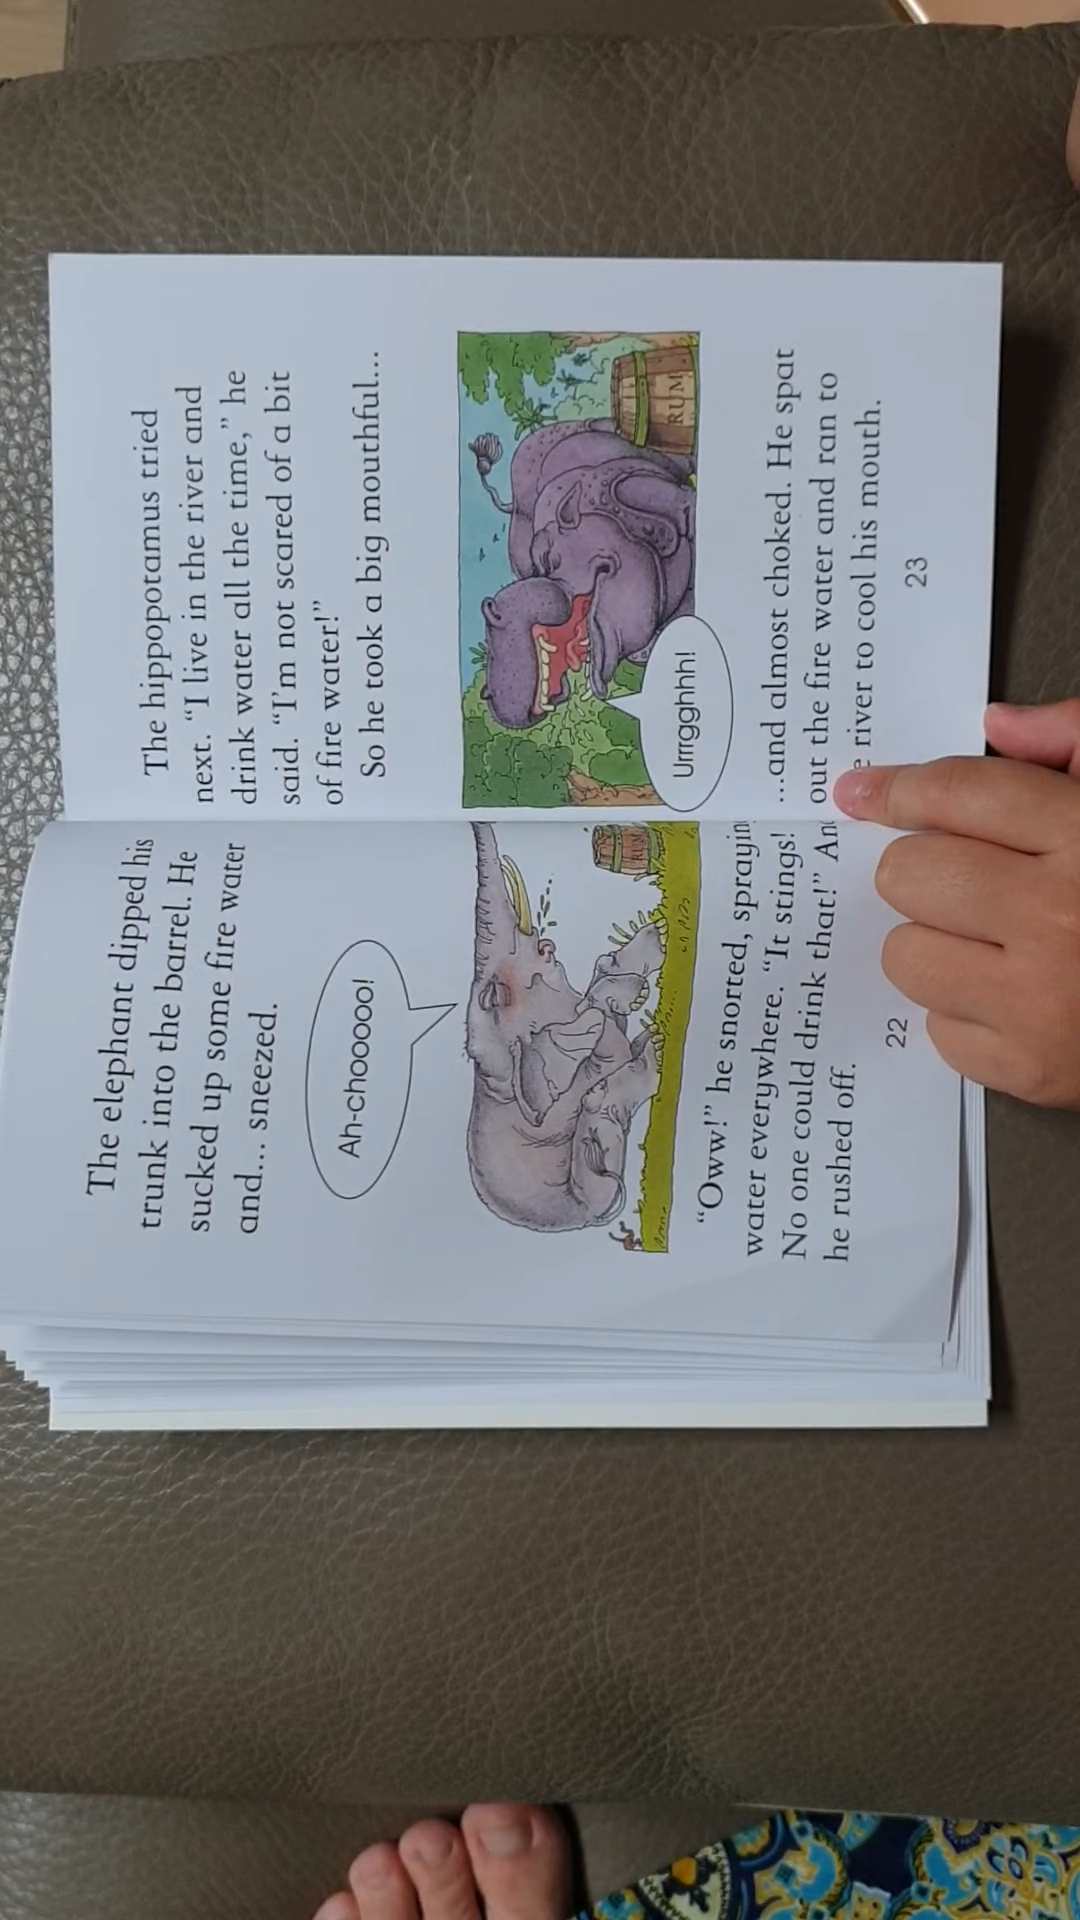 The elephant dipped his
trunk into the barrel. He
sucked up some fire water
and... sneezed.
Ah-chooooo!
RUM
"Oww!" he snorted,
water everywhere. "It stings!
No one could drink that!" And
he rushed off.
22
The hippopotamus tried
next. "I live in the river and
drink water all the time," he
said. "I'm not scared of a bit
of fire water!"
So he took a big mouthful...
RUM
Urrrgghhh!
...and almost choked. He spat
out the fire water and ran to
river to cool his mouth.
23